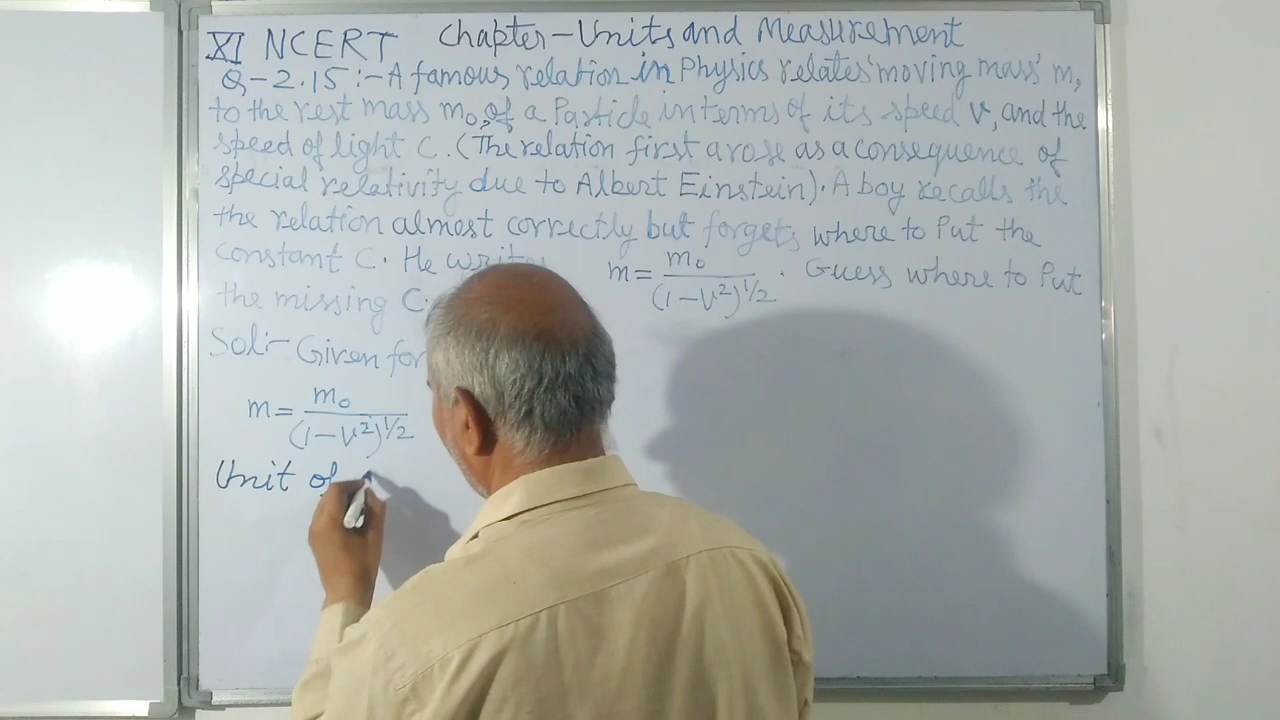 XI NCERT Chapter-Units and Measurement
Q-2.15:-A famous relation in Physics relates 'moving mass' m,
to the rest mass m₀, of a Particle in terms of its speed v, and the
speed of light C. (The relation first arose as a consequence of
special relativity due to Albert Einstein). A boy recalls the
the relation almost correctly but forgets where to Put the
constant C. He writes m = m₀/(1-v²)^1/2 . Guess where to Put
the missing C.
Sol:- Given for
m = m₀/(1-v²)^1/2
Unit of